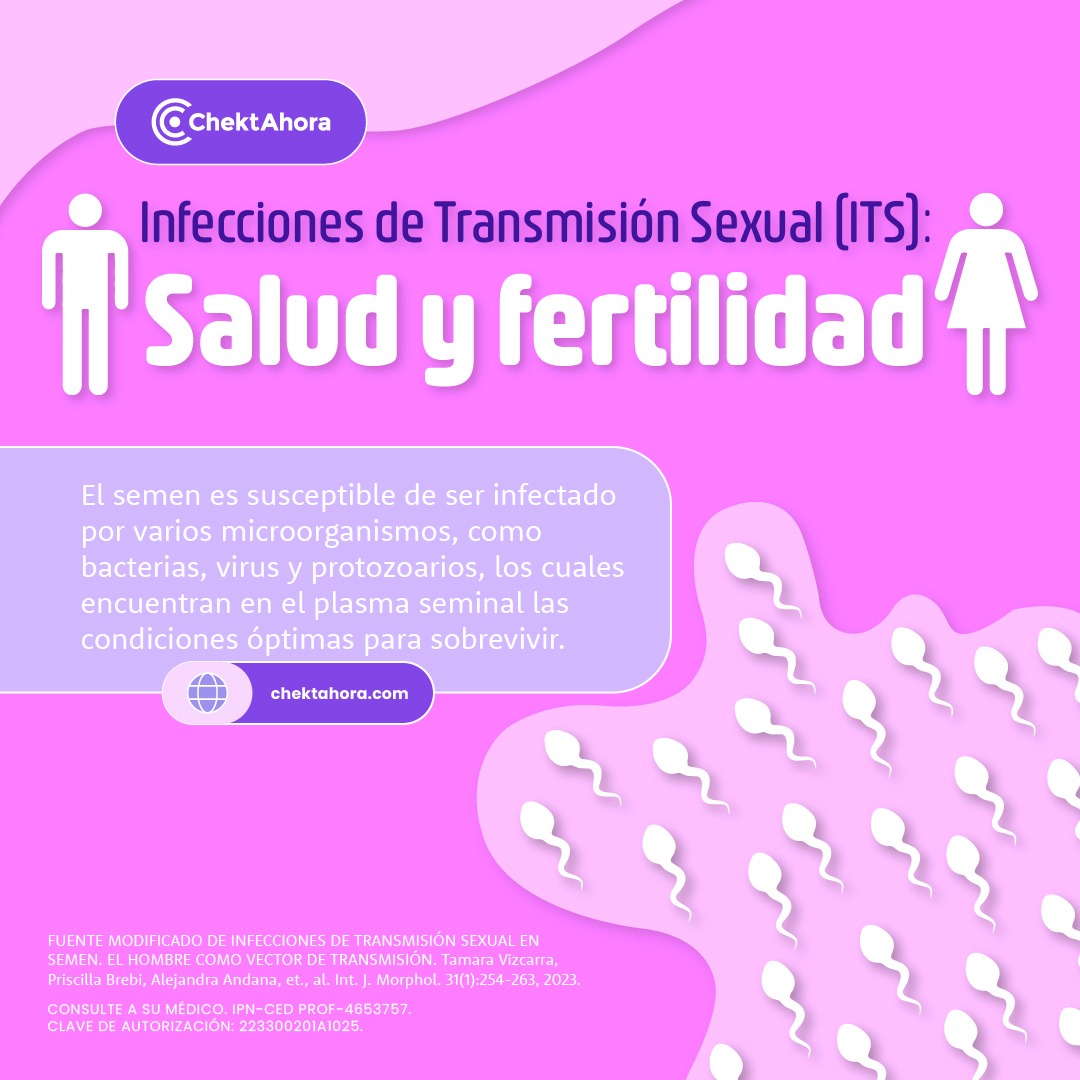 ChektAhora
Infecciones de Transmisión Sexual (ITS):
Salud y fertilidad
El semen es susceptible de ser infectado
por varios microorganismos, como
bacterias, virus y protozoarios, los cuales
encuentran en el plasma seminal las
condiciones óptimas para sobrevivir.
chektahora.com
FUENTE MODIFICADO DE INFECCIONES DE TRANSMISIÓN SEXUAL EN
SEMEN. EL HOMBRE COMO VECTOR DE TRANSMISIÓN. Tamara Vizcarra,
Priscilla Brebi, Alejandra Andana, et., al. Int. J. Morphol. 31(1):254-263, 2023.
CONSULTE A SU MÉDICO. IPN-CED PROF-4653757.
CLAVE DE AUTORIZACIÓN: 223300201A1025.